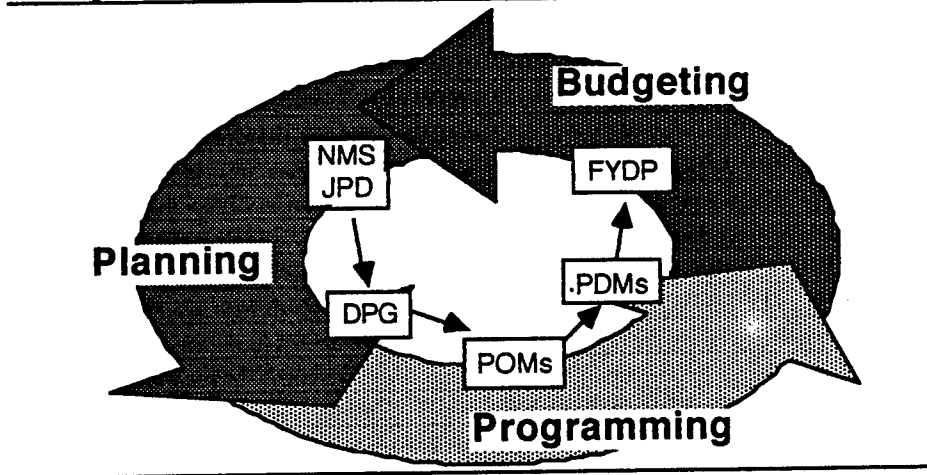 Budgeting
NMS
JPD
FYDP
Planning
.PDMs
DPG
POMs
Programming